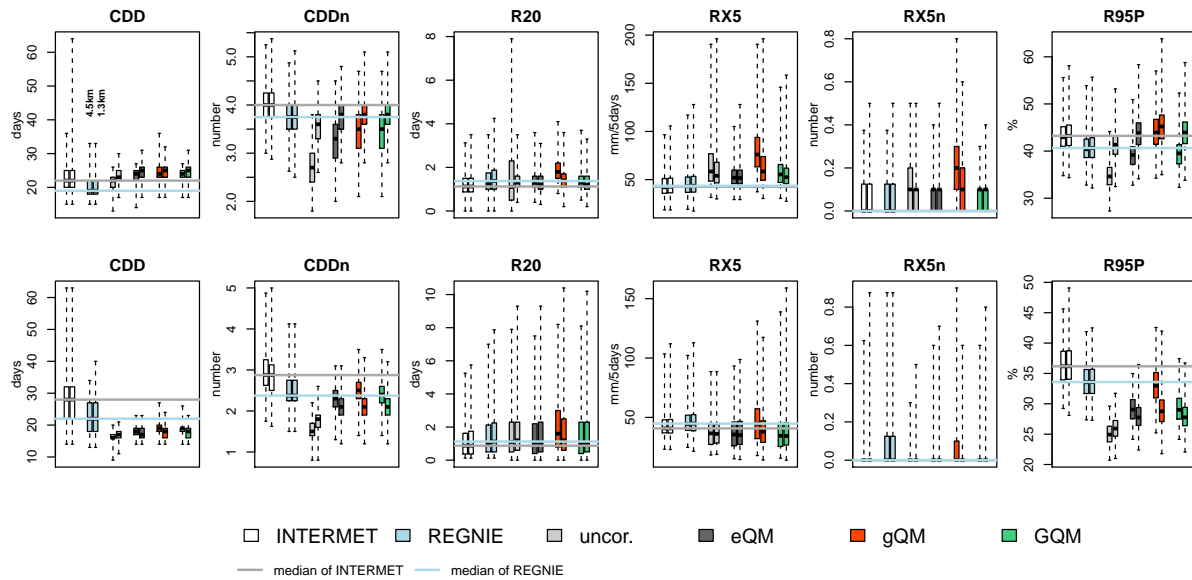 CDD CDDn R20 RX5 RX5n R95P
days
10 20 30 40 50 60
4.5km
1.3km
number
2.0 3.0 4.0 5.0
0 2 4 6 8
mm/5days
50 100 150 200
number
0.0 0.2 0.4 0.6 0.8
%
30 40 50 60
CDD CDDn R20 RX5 RX5n R95P
days
10 20 30 40 50 60
number
1 2 3 4 5
0 2 4 6 8 10
mm/5days
0 50 100 150
number
0.0 0.2 0.4 0.6 0.8
%
20 25 30 35 40 45 50
INTERMET REGNIE uncor. eQM gQM GQM
median of INTERMET median of REGNIE